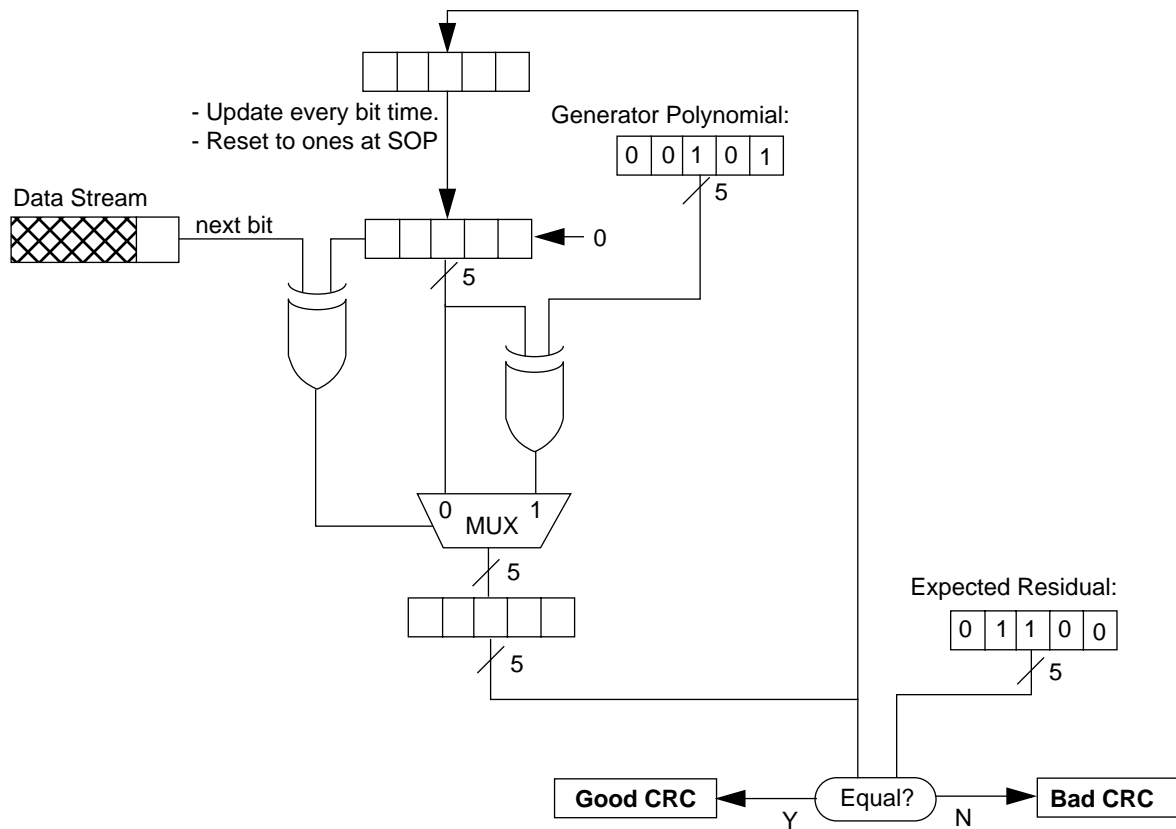 - Update every bit time.
- Reset to ones at SOP
Generator Polynomial:
0 0 1 0 1
5
Data Stream
next bit
0
5
0 1
MUX
5
5
Expected Residual:
0 1 1 0 0
5
Good CRC
Y
Equal?
N
Bad CRC